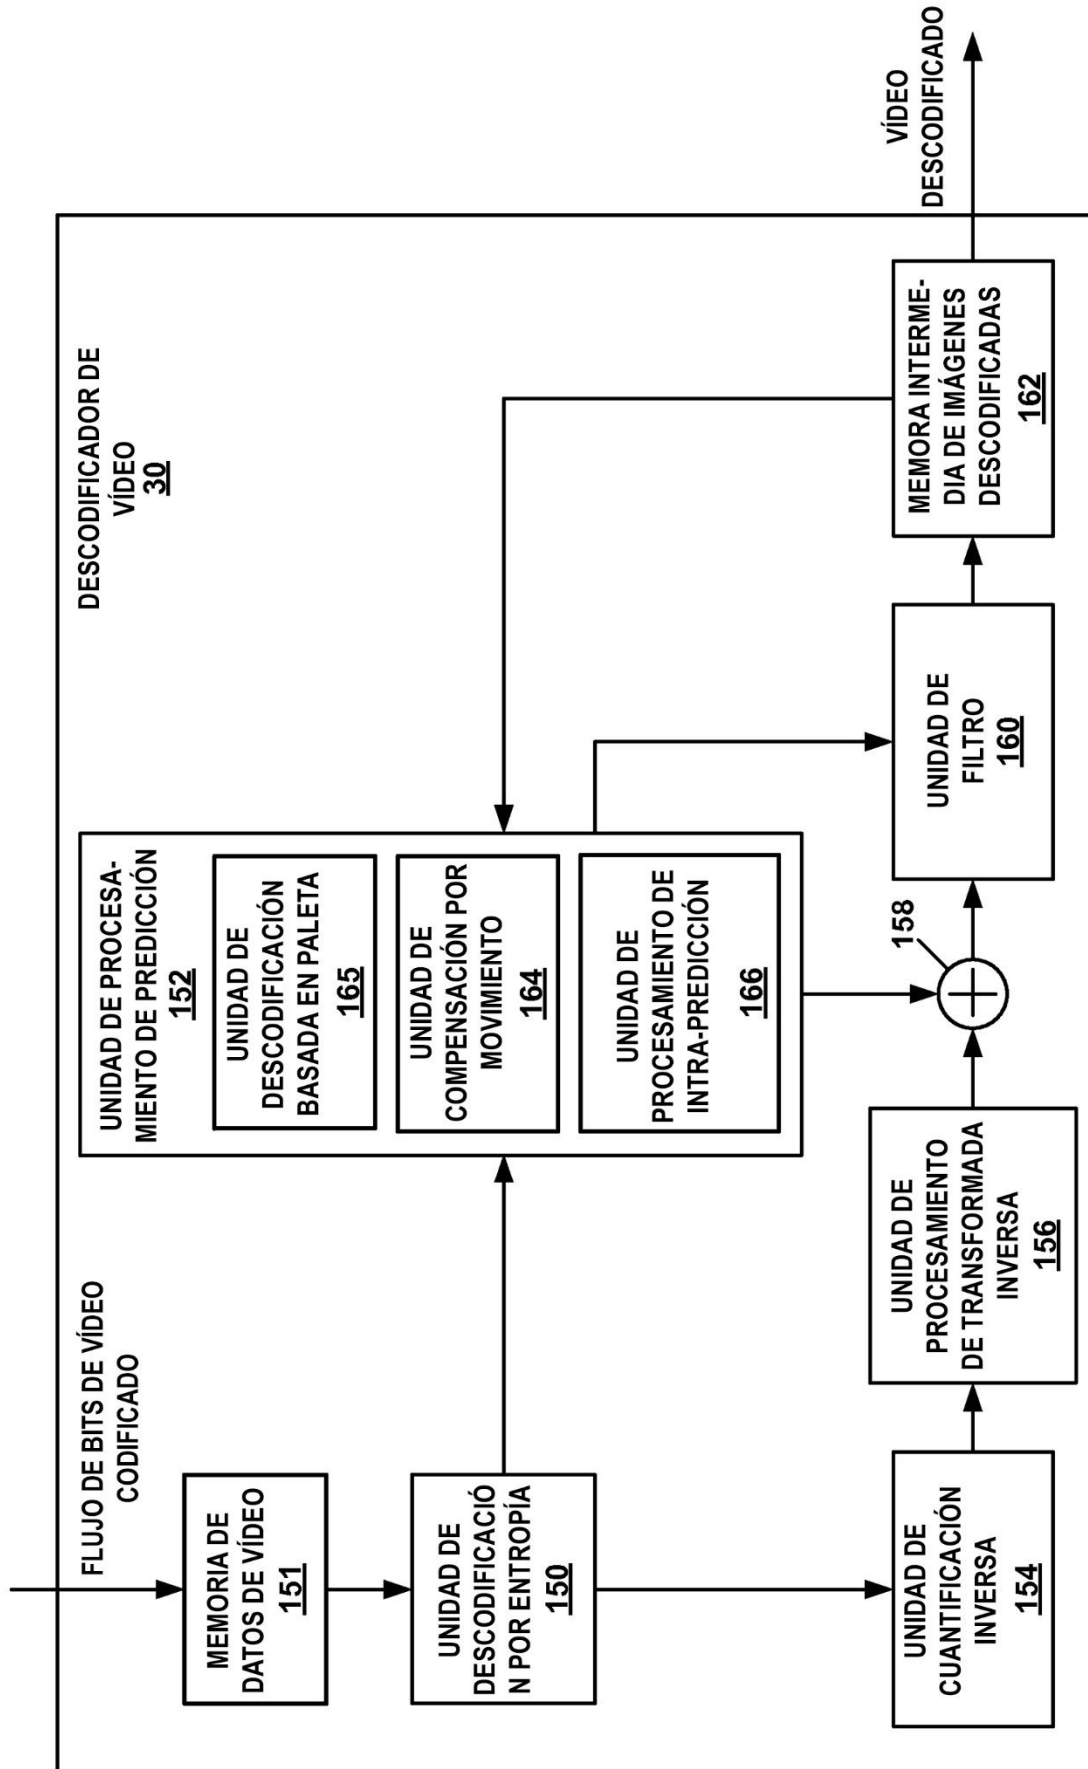 FLUJO DE BITS DE VÍDEO
CODIFICADO
DESCODIFICADOR DE
VÍDEO
30
MEMORIA DE
DATOS DE VÍDEO
151
UNIDAD DE PROCESA-
MIENTO DE PREDICCIÓN
152
UNIDAD DE
DESCODIFICACIÓN
BASADA EN PALETA
165
UNIDAD DE
COMPENSACIÓN POR
MOVIMIENTO
164
UNIDAD DE
PROCESAMIENTO DE
INTRA-PREDICCIÓN
166
UNIDAD DE
DESCODIFICACIÓ
N POR ENTROPÍA
150
UNIDAD DE
CUANTIFICACIÓN
INVERSA
154
UNIDAD DE
PROCESAMIENTO
DE TRANSFORMADA
INVERSA
156
158
UNIDAD DE
FILTRO
160
MEMORA INTERME-
DIA DE IMÁGENES
DESCODIFICADAS
162
VÍDEO
DESCODIFICADO